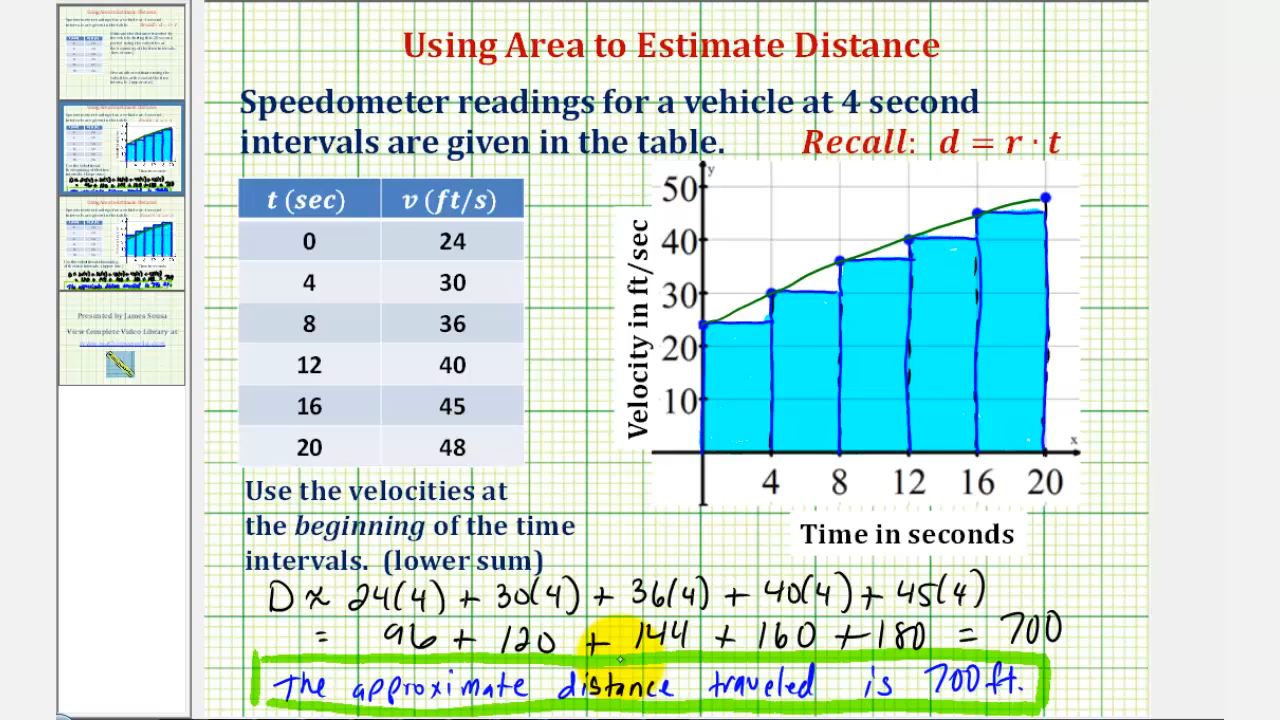 Using Area to Estimate Distance
Speedometer readings for a vehicle at 4 second
intervals are given in the table. Recall: d = r · t
t (sec) v (ft/s)
0 24
4 30
8 36
12 40
16 45
20 48
Use the velocities at
the beginning of the time
intervals. (lower sum)
y
50
40
30
20
10
x
4 8 12 16 20
Velocity in ft/sec
Time in seconds
D ≈ 24(4) + 30(4) + 36(4) + 40(4) + 45(4)
= 96 + 120 + 144 + 160 + 180 = 700
The approximate distance traveled is 700 ft.
Presented by James Sousa
View Complete Video Library at